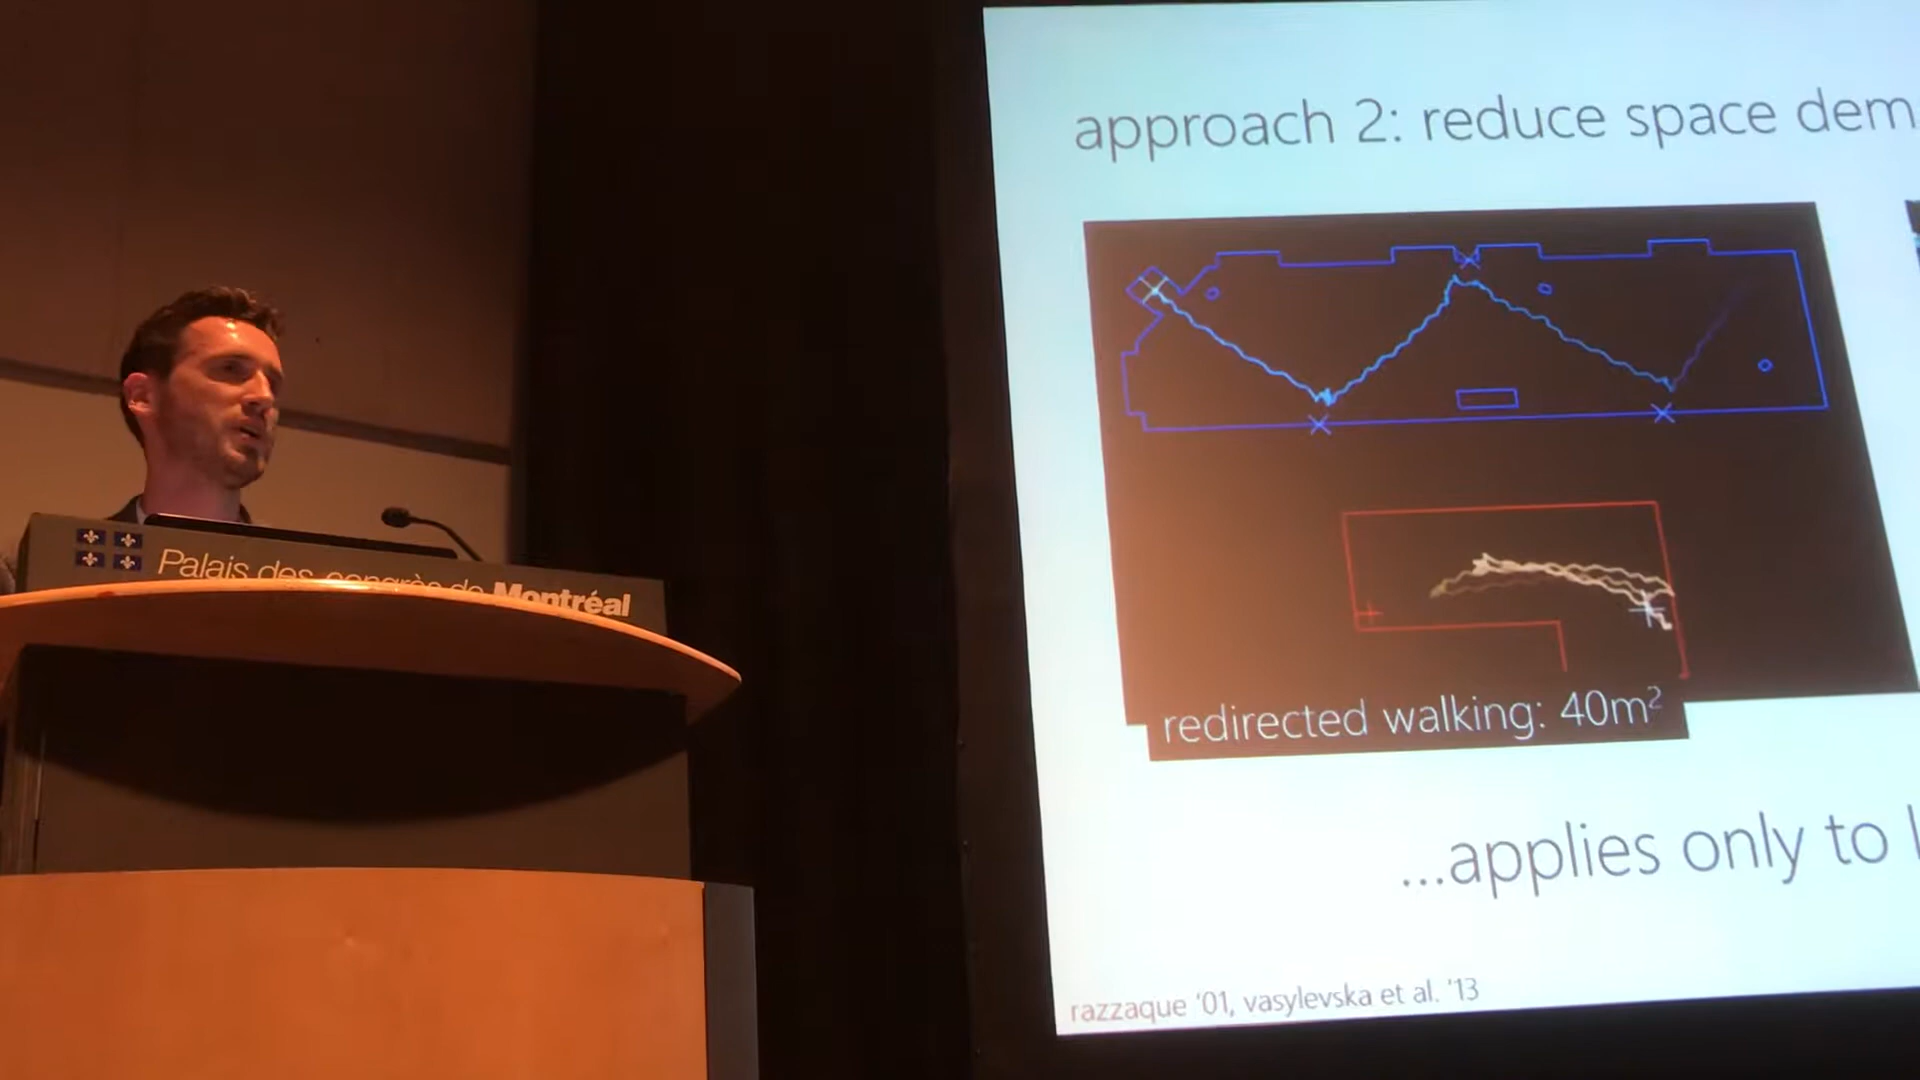 approach 2: reduce space dem
redirected walking: 40m²
...applies only to
razzaque '01, vasylevska et al. '13
Palais des congrès de Montréal